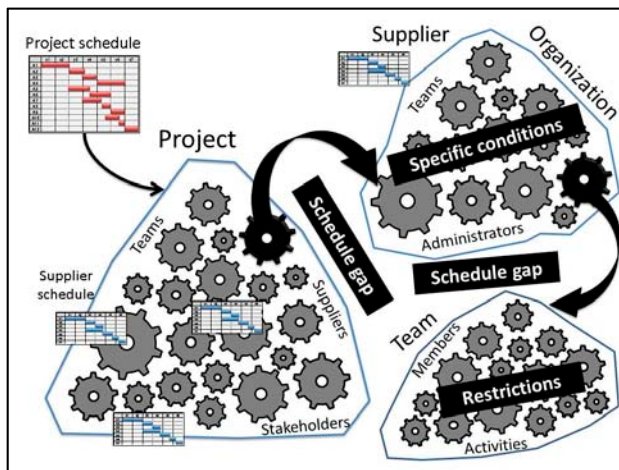 Project schedule
Project
Teams
Suppliers
Supplier
schedule
Stakeholders
Schedule gap
Supplier
Organization
Teams
Specific conditions
Administrators
Schedule gap
Team
Members
Restrictions
Activities